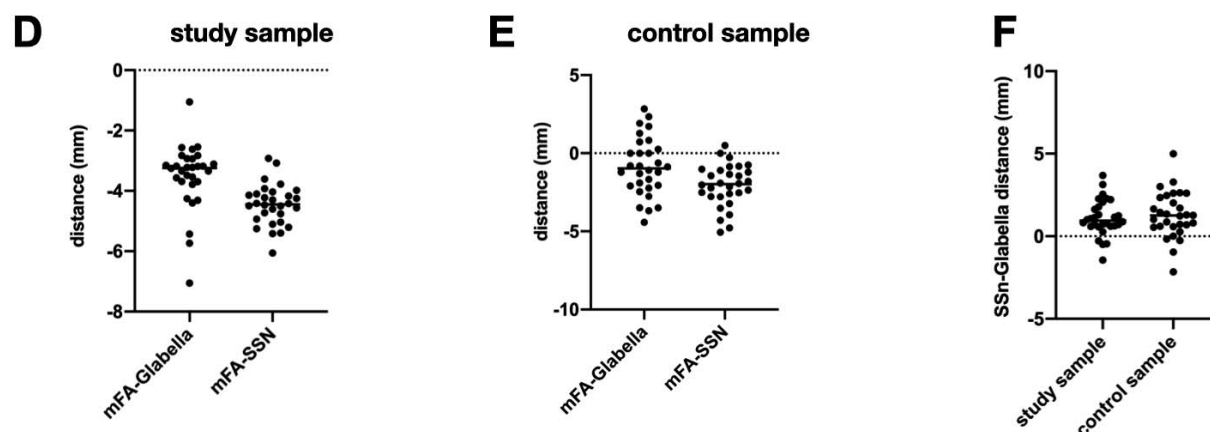 D
study sample
distance (mm)
0
-2
-4
-6
-8
mFA-Glabella
mFA-SSN
E
control sample
distance (mm)
5
0
-5
-10
mFA-Glabella
mFA-SSN
F
SSn-Glabella distance (mm)
10
5
0
-5
study sample
control sample